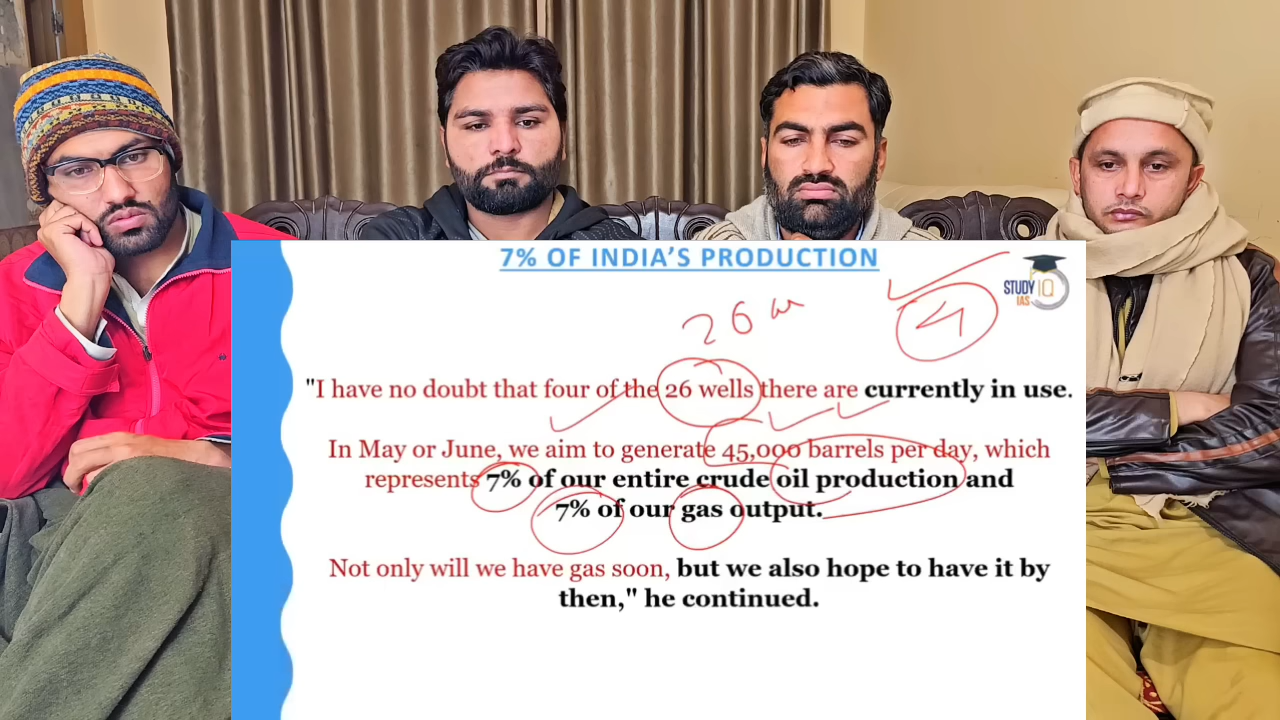 7% OF INDIA'S PRODUCTION
STUDY IQ
IAS
26 w
4
"I have no doubt that four of the 26 wells there are currently in use.
In May or June, we aim to generate 45,000 barrels per day, which
represents 7% of our entire crude oil production and
7% of our gas output.
Not only will we have gas soon, but we also hope to have it by
then," he continued.